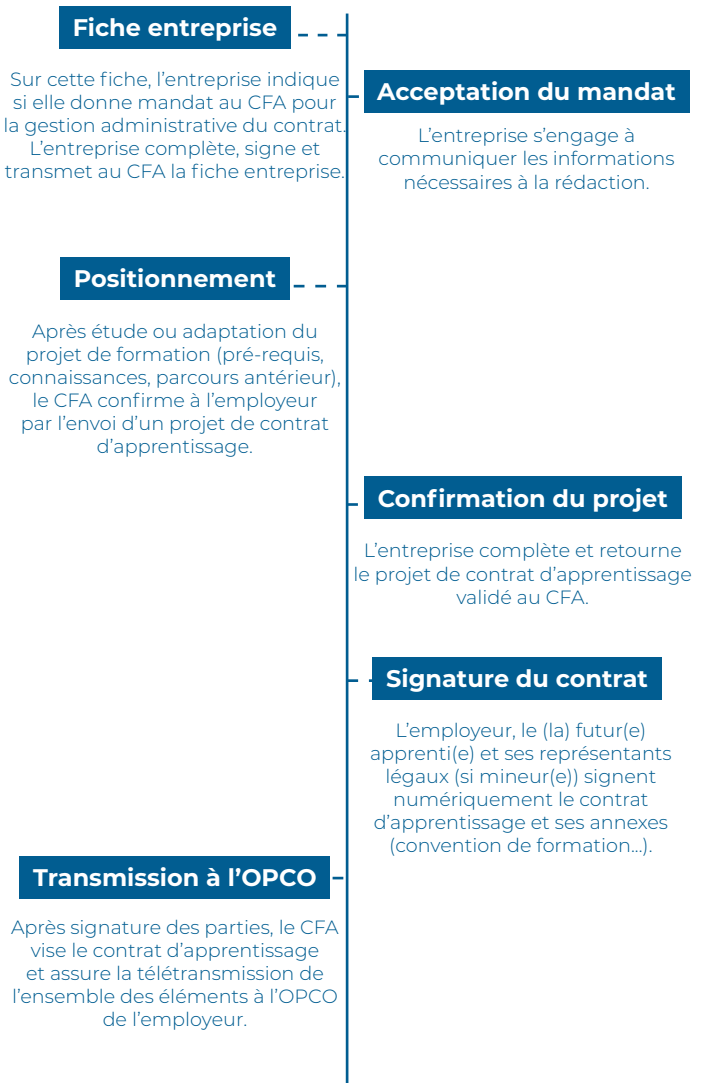 Fiche entreprise
Sur cette fiche, l’entreprise indique
si elle donne mandat au CFA pour
la gestion administrative du contrat.
L’entreprise complète, signe et
transmet au CFA la fiche entreprise.
Acceptation du mandat
L’entreprise s’engage à
communiquer les informations
nécessaires à la rédaction.
Positionnement
Après étude ou adaptation du
projet de formation (pré-requis,
connaissances, parcours antérieur),
le CFA confirme à l’employeur
par l’envoi d’un projet de contrat
d’apprentissage.
Confirmation du projet
L’entreprise complète et retourne
le projet de contrat d’apprentissage
validé au CFA.
Signature du contrat
L’employeur, le (la) futur(e)
apprenti(e) et ses représentants
légaux (si mineur(e)) signent
numériquement le contrat
d’apprentissage et ses annexes
(convention de formation...).
Transmission à l’OPCO
Après signature des parties, le CFA
vise le contrat d’apprentissage
et assure la télétransmission de
l’ensemble des éléments à l’OPCO
de l’employeur.